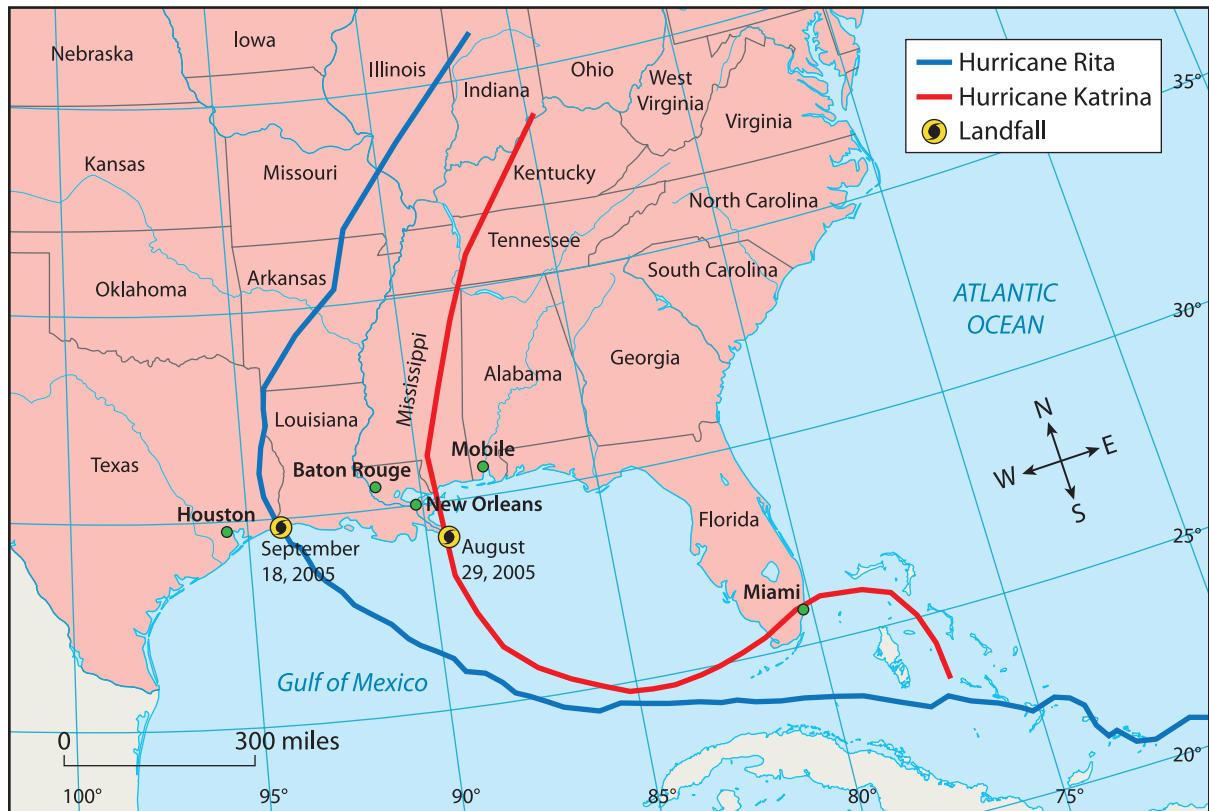 Nebraska
Iowa
Illinois
Indiana
Ohio
West
Virginia
Virginia
Hurricane Rita
Hurricane Katrina
Landfall
35°
Kansas
Missouri
Kentucky
North Carolina
Tennessee
South Carolina
Oklahoma
Arkansas
ATLANTIC
OCEAN
30°
Mississippi
Alabama
Georgia
Louisiana
Texas
Baton Rouge
Mobile
N
W
E
S
Houston
New Orleans
Florida
September
18, 2005
August
29, 2005
25°
Miami
Gulf of Mexico
0
300 miles
20°
100°
95°
90°
85°
80°
75°